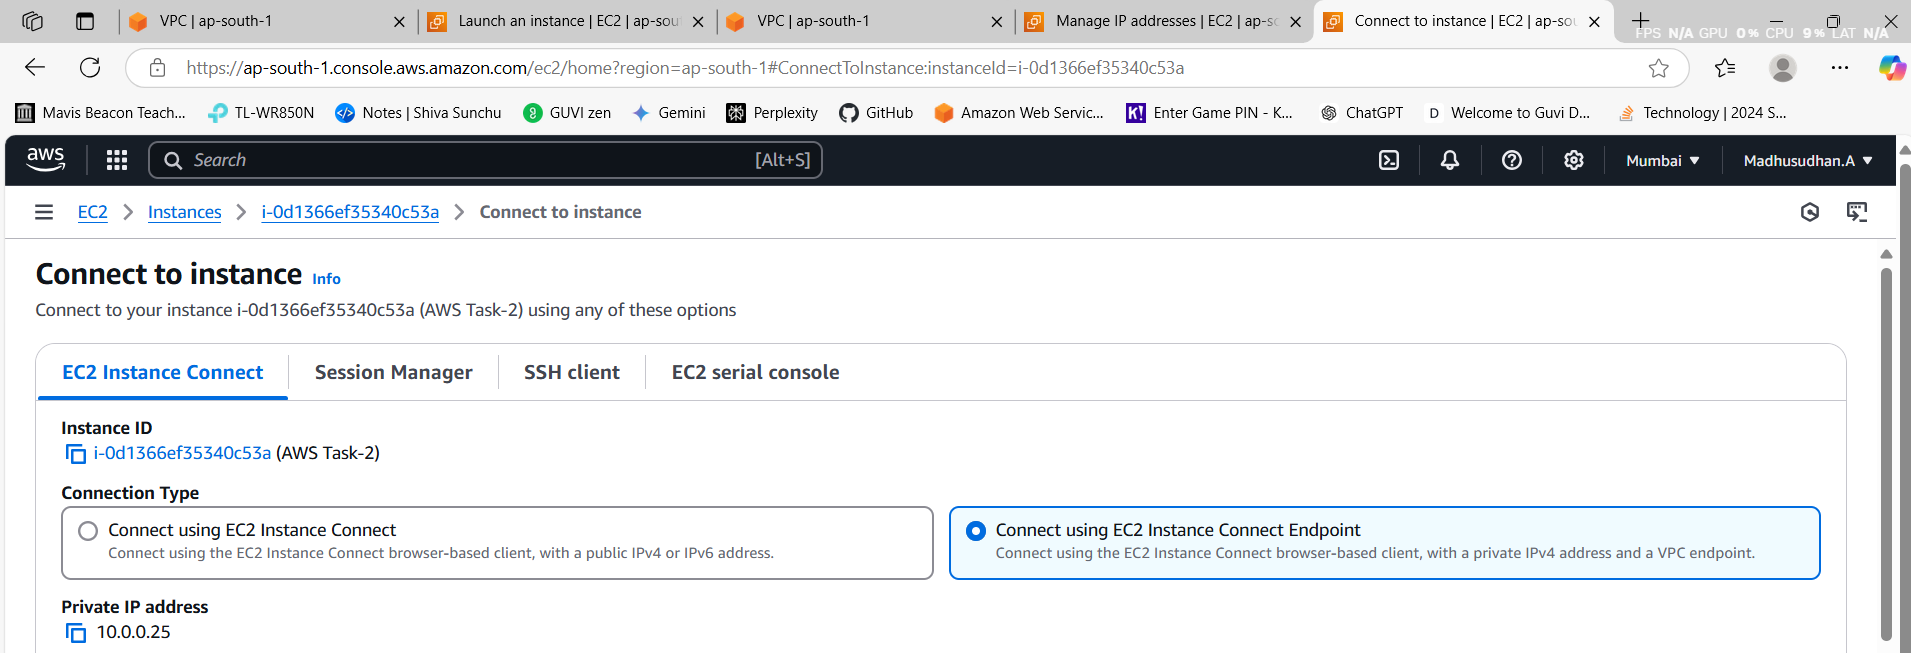 VPC | ap-south-1
Launch an instance | EC2 | ap-sou
VPC | ap-south-1
Manage IP addresses | EC2 | ap-sc
Connect to instance | EC2 | ap-sou
FPS N/A GPU 0% CPU 9% LAT N/A
https://ap-south-1.console.aws.amazon.com/ec2/home?region=ap-south-1#ConnectToInstance:instanceId=i-0d1366ef35340c53a
Mavis Beacon Teach...
TL-WR850N
Notes | Shiva Sunchu
GUVI zen
Gemini
Perplexity
GitHub
Amazon Web Servic...
K! Enter Game PIN - K...
ChatGPT
D Welcome to Guvi D...
Technology | 2024 S...
aws
Search [Alt+S]
Mumbai
Madhusudhan.A
EC2 > Instances > i-0d1366ef35340c53a > Connect to instance
Connect to instance Info
Connect to your instance i-0d1366ef35340c53a (AWS Task-2) using any of these options
EC2 Instance Connect
Session Manager
SSH client
EC2 serial console
Instance ID
i-0d1366ef35340c53a (AWS Task-2)
Connection Type
Connect using EC2 Instance Connect
Connect using the EC2 Instance Connect browser-based client, with a public IPv4 or IPv6 address.
Connect using EC2 Instance Connect Endpoint
Connect using the EC2 Instance Connect browser-based client, with a private IPv4 address and a VPC endpoint.
Private IP address
10.0.0.25